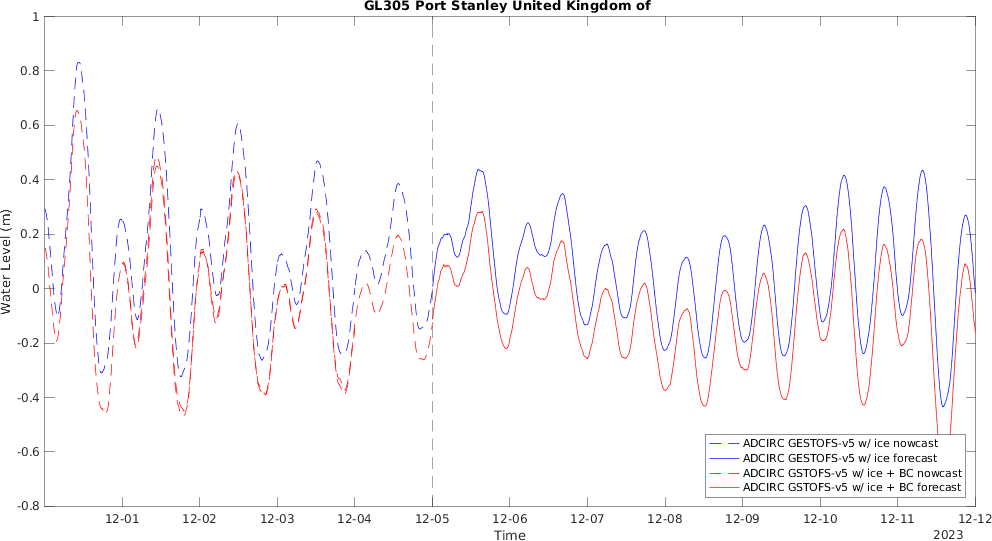 GL305 Port Stanley United Kingdom of
1
0.8
0.6
0.4
0.2
0
-0.2
-0.4
-0.6
-0.8
Water Level (m)
12-01 12-02 12-03 12-04 12-05 12-06 12-07 12-08 12-09 12-10 12-11 12-12
Time
2023
ADCIRC GESTOFS-v5 w/ ice nowcast
ADCIRC GESTOFS-v5 w/ ice forecast
ADCIRC GSTOFS-v5 w/ ice + BC nowcast
ADCIRC GSTOFS-v5 w/ ice + BC forecast